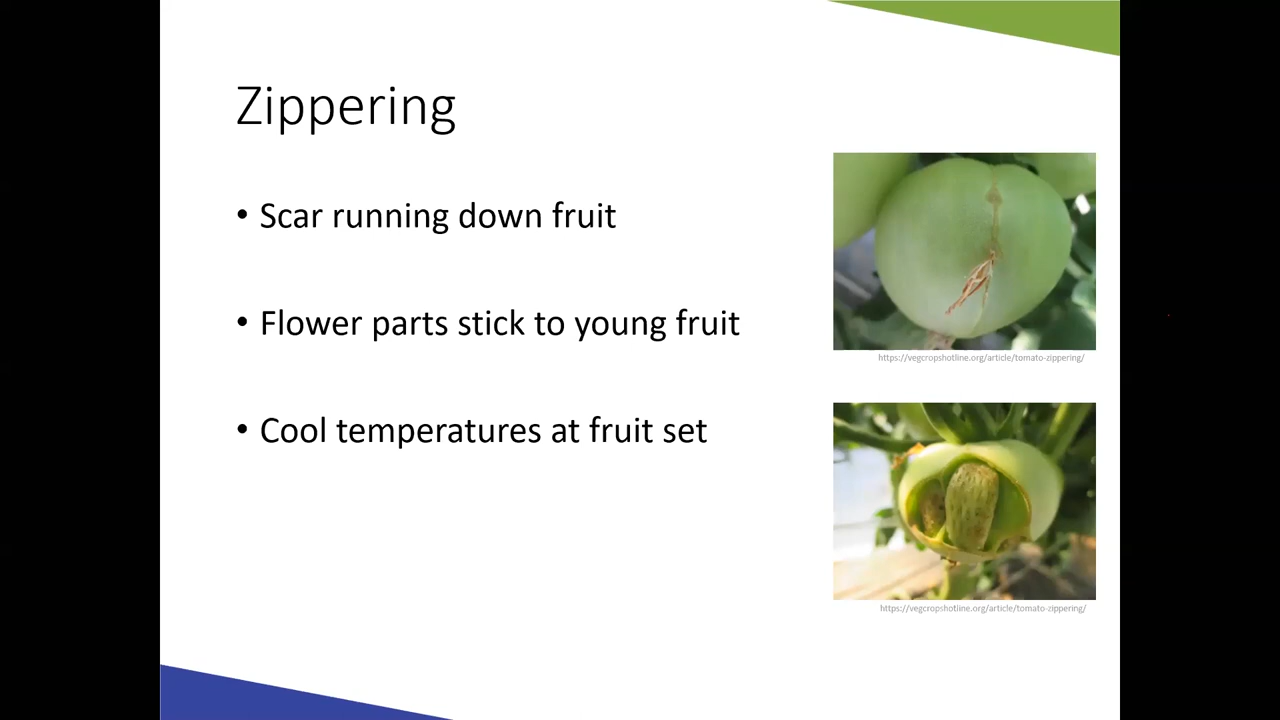 Zippering
• Scar running down fruit
• Flower parts stick to young fruit
• Cool temperatures at fruit set
https://vegcropshotline.org/article/tomato-zippering/
https://vegcropshotline.org/article/tomato-zippering/